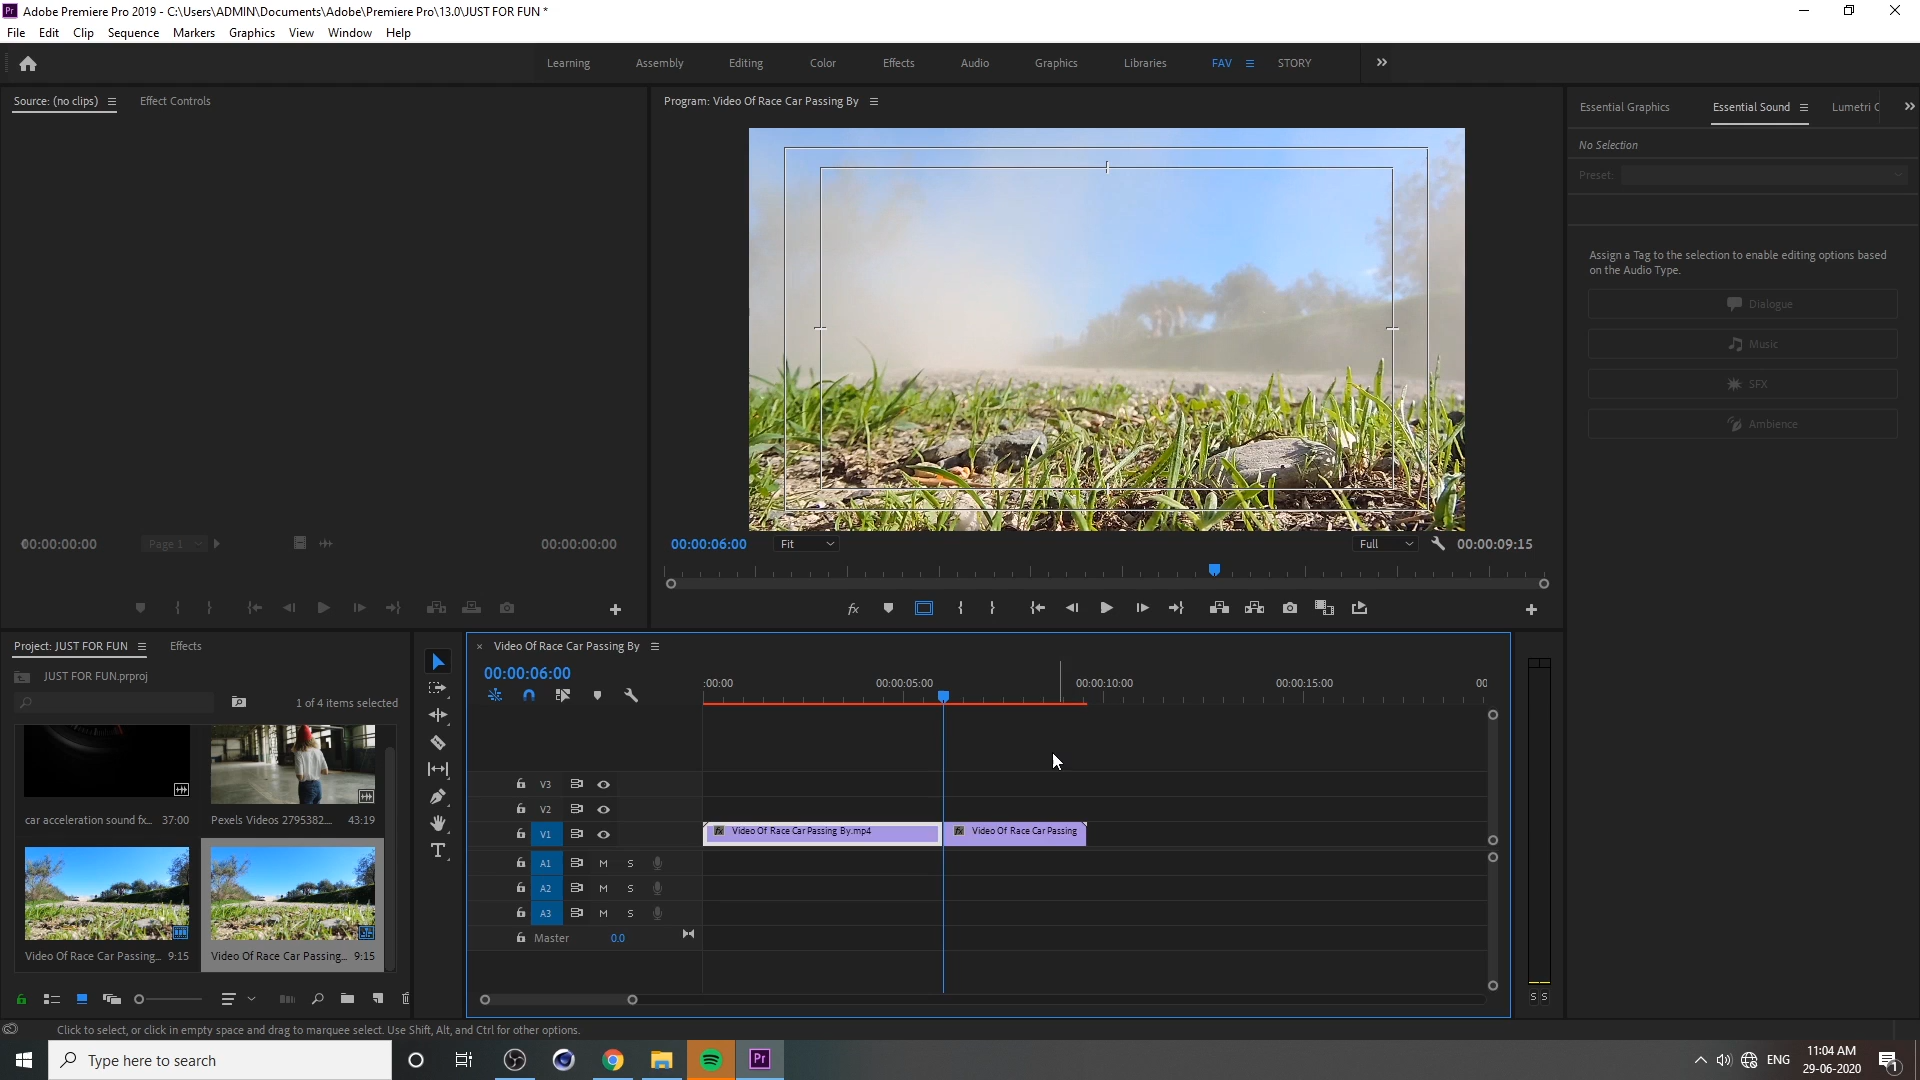 Adobe Premiere Pro 2019 - C:\Users\ADMIN\Documents\Adobe\Premiere Pro\13.0\JUST FOR FUN *
File Edit Clip Sequence Markers Graphics View Window Help
Learning Assembly Editing Color Effects Audio Graphics Libraries FAV STORY
Source: (no clips) Effect Controls
Program: Video Of Race Car Passing By
Essential Graphics Essential Sound Lumetri C
No Selection
Preset:
Assign a Tag to the selection to enable editing options based
on the Audio Type.
Dialogue
Music
SFX
Ambience
00:00:00:00 Page 1 00:00:00:00
00:00:06:00 Fit Full 00:00:09:15
Project: JUST FOR FUN Effects
JUST FOR FUN.prproj
1 of 4 items selected
car acceleration sound fx... 37:00
Pexels Videos 2795382.... 43:19
Video Of Race Car Passing... 9:15
Video Of Race Car Passing... 9:15
Video Of Race Car Passing By
00:00:06:00
:00:00 00:00:05:00 00:00:10:00 00:00:15:00 00
V3
V2
V1 Video Of Race Car Passing By.mp4 Video Of Race Car Passing
A1 M S
A2 M S
A3 M S
Master 0.0
S S
Click to select, or click in empty space and drag to marquee select. Use Shift, Alt, and Ctrl for other options.
Type here to search
Pr
ENG
11:04 AM
29-06-2020
1